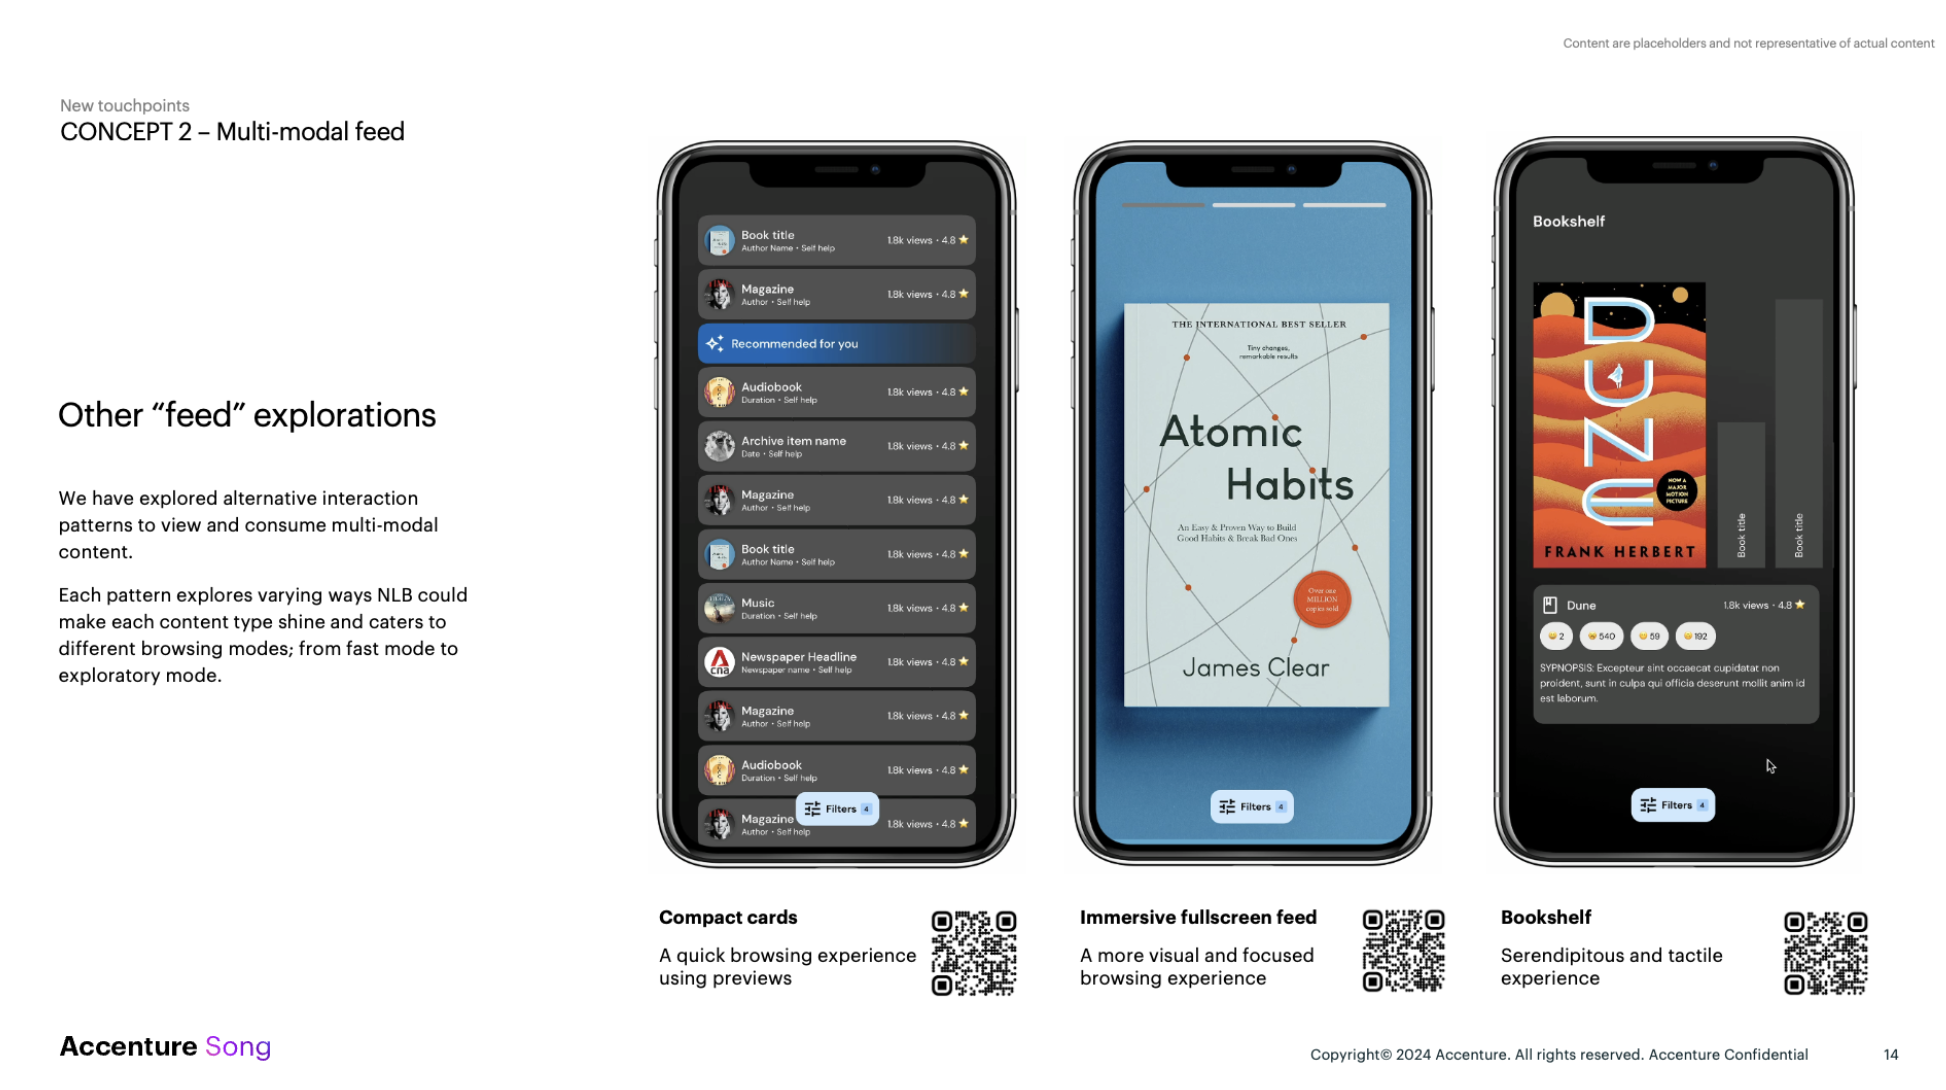 Content are placeholders and not representative of actual content
New touchpoints
CONCEPT 2 – Multi-modal feed
Other “feed” explorations
We have explored alternative interaction
patterns to view and consume multi-modal
content.
Each pattern explores varying ways NLB could
make each content type shine and caters to
different browsing modes; from fast mode to
exploratory mode.
Book title
Author Name • Self help
1.8k views • 4.8 ⭐
Magazine
Author • Self help
1.8k views • 4.8 ⭐
Recommended for you
Audiobook
Duration • Self help
1.8k views • 4.8 ⭐
Archive item name
Date • Self help
1.8k views • 4.8 ⭐
Magazine
Author • Self help
1.8k views • 4.8 ⭐
Book title
Author Name • Self help
1.8k views • 4.8 ⭐
Music
Duration • Self help
1.8k views • 4.8 ⭐
cna
Newspaper Headline
Newspaper name • Self help
1.8k views • 4.8 ⭐
Magazine
Author • Self help
1.8k views • 4.8 ⭐
Audiobook
Duration • Self help
1.8k views • 4.8 ⭐
Magazine
Author • Self help
1.8k views • 4.8 ⭐
Filters 4
Compact cards
A quick browsing experience
using previews
THE INTERNATIONAL BEST SELLER
Tiny changes,
remarkable results
Atomic
Habits
An Easy & Proven Way to Build
Good Habits & Break Bad Ones
Over one
MILLION
copies sold
James Clear
Filters 4
Immersive fullscreen feed
A more visual and focused
browsing experience
Bookshelf
DUNE
NOW A
MAJOR
MOTION
PICTURE
FRANK HERBERT
Book title
Book title
Dune
1.8k views • 4.8 ⭐
2
540
59
192
SYPNOPSIS: Excepteur sint occaecat cupidatat non
proident, sunt in culpa qui officia deserunt mollit anim id
est laborum.
Filters 4
Bookshelf
Serendipitous and tactile
experience
Accenture Song
Copyright© 2024 Accenture. All rights reserved. Accenture Confidential
14